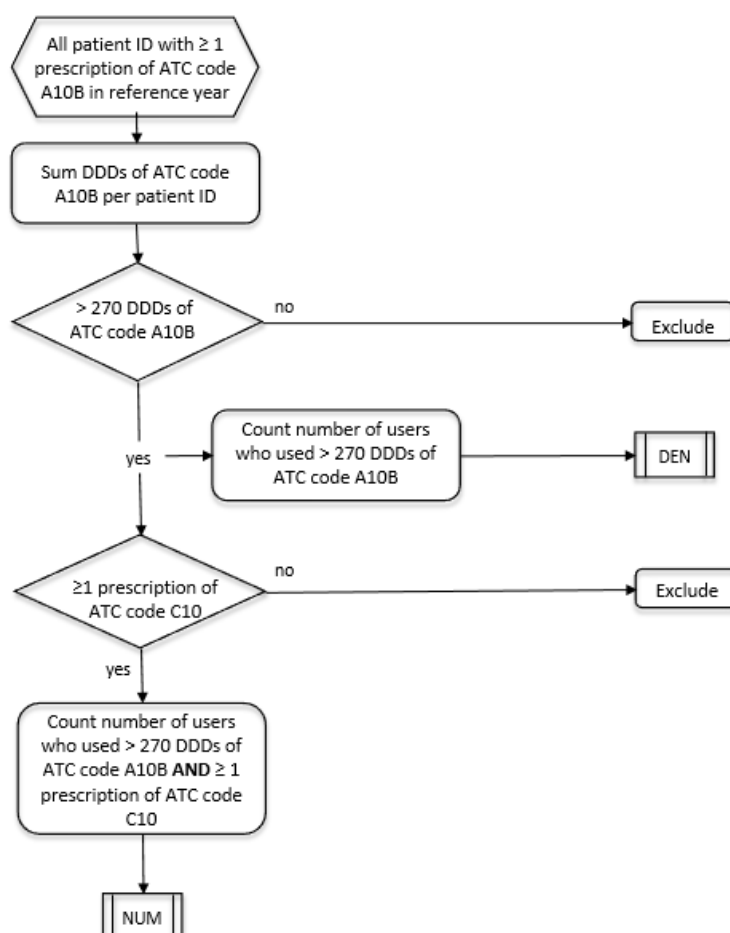 All patient ID with ≥ 1
prescription of ATC code
A10B in reference year
Sum DDDs of ATC code
A10B per patient ID
> 270 DDDs of
ATC code A10B
no
Exclude
yes
Count number of users
who used > 270 DDDs of
ATC code A10B
DEN
≥1 prescription of
ATC code C10
no
Exclude
yes
Count number of users
who used > 270 DDDs of
ATC code A10B AND ≥ 1
prescription of ATC code
C10
NUM